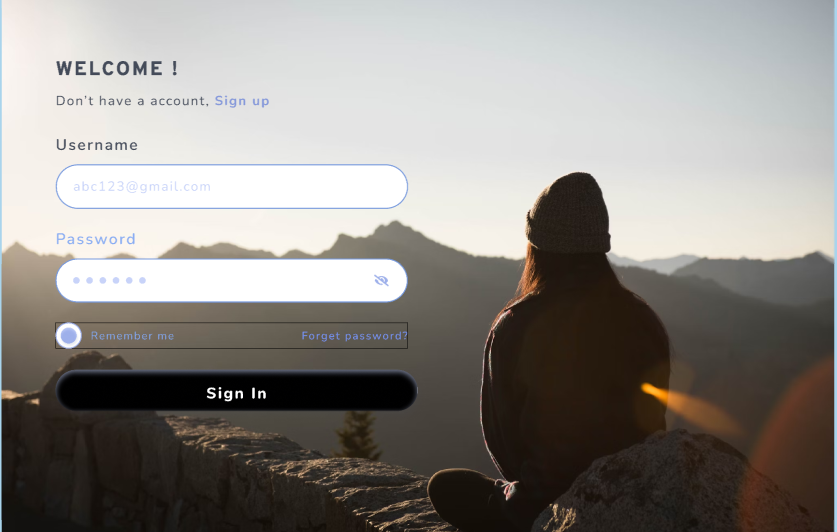 WELCOME !
Don't have a account, Sign up
Username
abc123@gmail.com
Password
Remember me Forget password?
Sign In